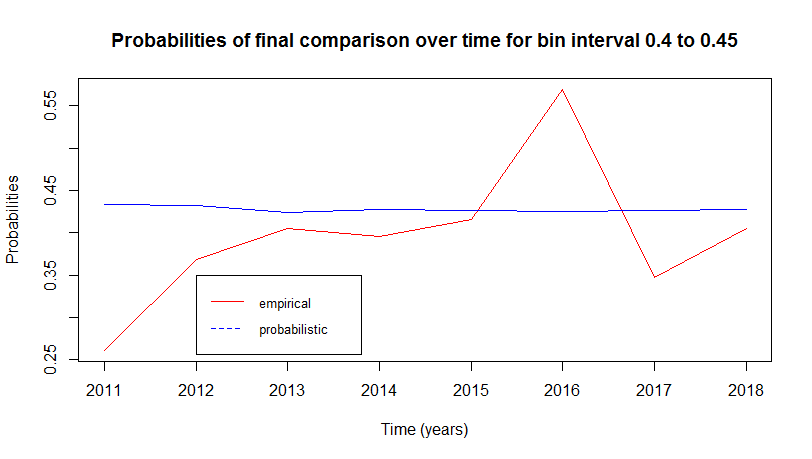 Probabilities of final comparison over time for bin interval 0.4 to 0.45
Probabilities
0.55
0.45
0.35
0.25
empirical
probabilistic
2011 2012 2013 2014 2015 2016 2017 2018
Time (years)